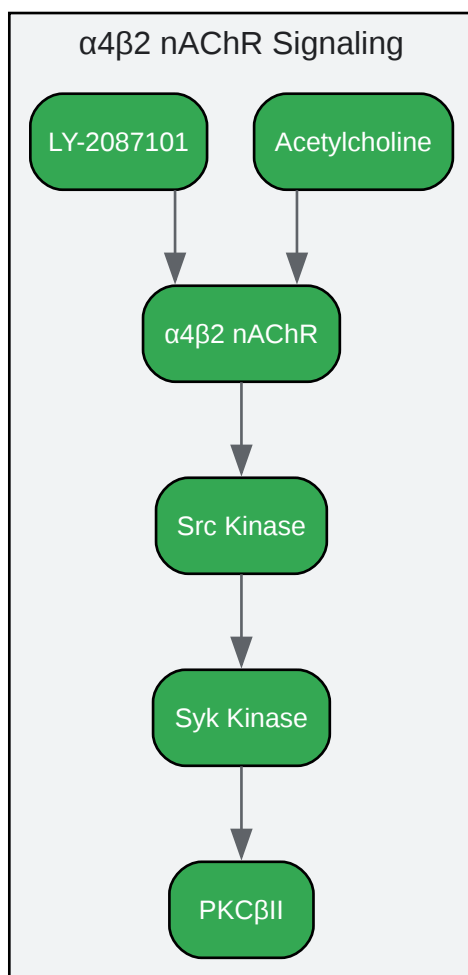 α4β2 nAChR Signaling
LY-2087101
Acetylcholine
α4β2 nAChR
Src Kinase
Syk Kinase
PKCβII